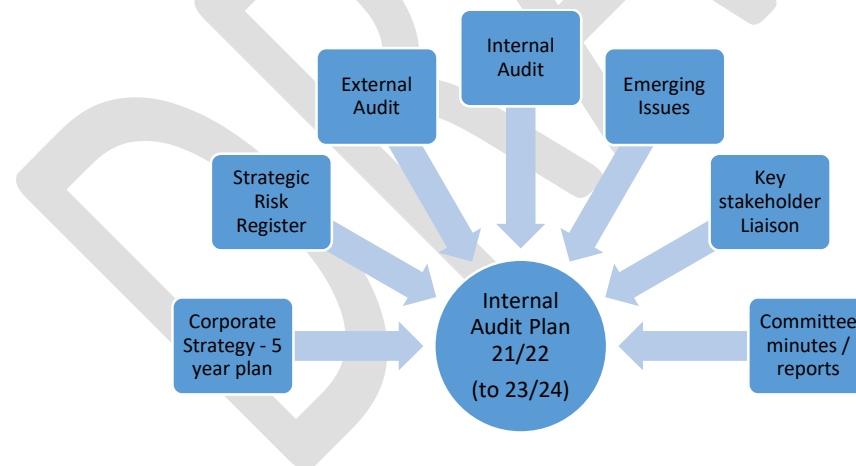 Internal
Audit
External
Audit
Emerging
Issues
Strategic
Risk
Register
Key
stakeholder
Liaison
Corporate
Strategy - 5
year plan
Internal
Audit Plan
21/22
(to 23/24)
Committee
minutes /
reports